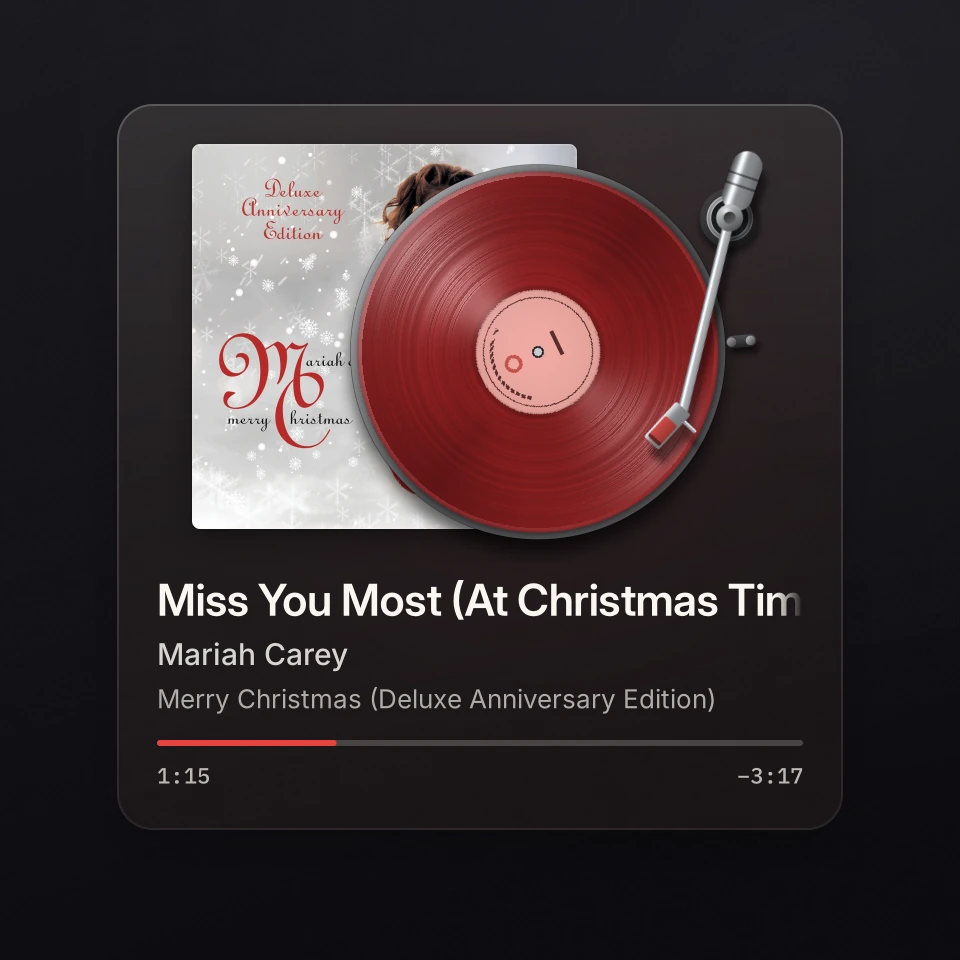 Deluxe
Anniversary
Edition
Mariah
merry Christmas
Miss You Most (At Christmas Tim
Mariah Carey
Merry Christmas (Deluxe Anniversary Edition)
1:15
−3:17